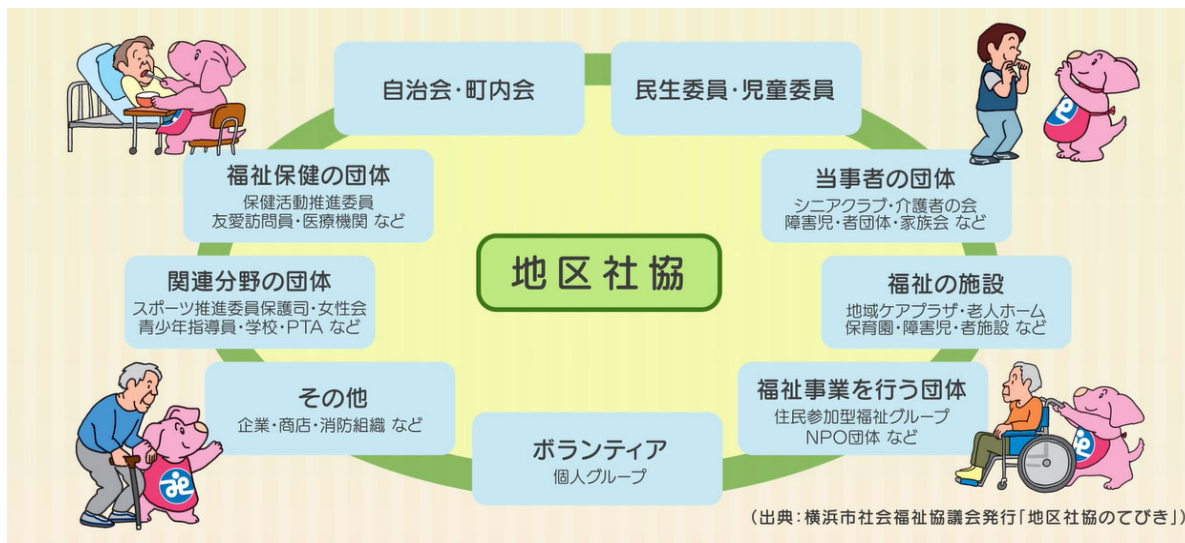 自治会・町内会
民生委員・児童委員
福祉保健の団体
保健活動推進委員
友愛訪問員・医療機関 など
当事者の団体
シニアクラブ・介護者の会
障害児・者団体・家族会 など
地区社協
関連分野の団体
スポーツ推進委員保護司・女性会
青少年指導員・学校・PTA など
福祉の施設
地域ケアプラザ・老人ホーム
保育園・障害児・者施設 など
その他
企業・商店・消防組織 など
福祉事業を行う団体
住民参加型福祉グループ
NPO団体 など
ボランティア
個人グループ
（出典：横浜市社会福祉協議会発行「地区社協のてびき」）